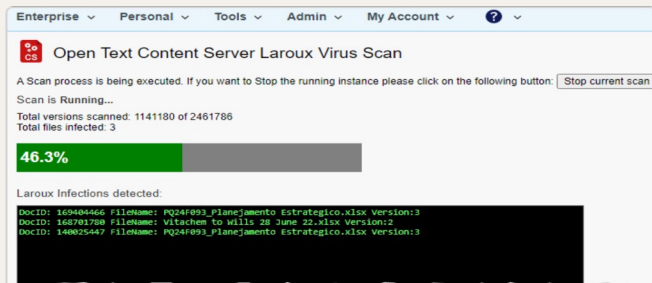 Enterprise Personal Tools Admin My Account ?
CS Open Text Content Server Laroux Virus Scan
A Scan process is being executed. If you want to Stop the running instance please click on the following button: Stop current scan
Scan is Running...
Total versions scanned: 1141180 of 2461786
Total files infected: 3
46.3%
Laroux Infections detected:
DocID: 169404466 FileName: PQ24F093_Planejamento Estrategico.xlsx Version:3
DocID: 168701780 FileName: Vitachem to Wills 28 June 22.xlsx Version:2
DocID: 140025447 FileName: PQ24F093_Planejamento Estrategico.xlsx Version:3